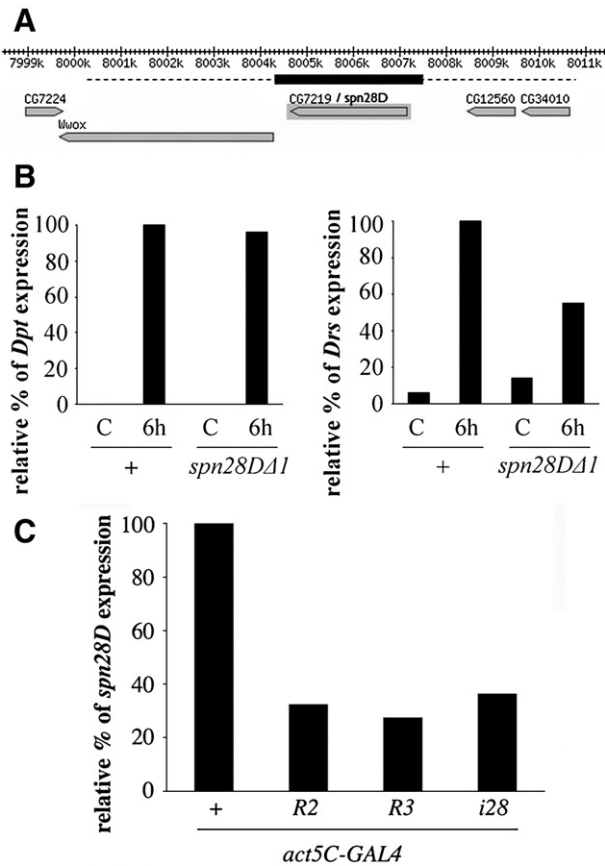 A
7999k 8000k 8001k 8002k 8003k 8004k 8005k 8006k 8007k 8008k 8009k 8010k 8011k
CG7224 CG7219 / spn28D CG12560 CG34010
Wwox
B
relative % of Dpt expression
100
80
60
40
20
0
C 6h C 6h
+ spn28DΔ1
relative % of Drs expression
100
80
60
40
20
0
C 6h C 6h
+ spn28DΔ1
C
relative % of spn28D expression
100
80
60
40
20
0
+ R2 R3 i28
act5C-GAL4